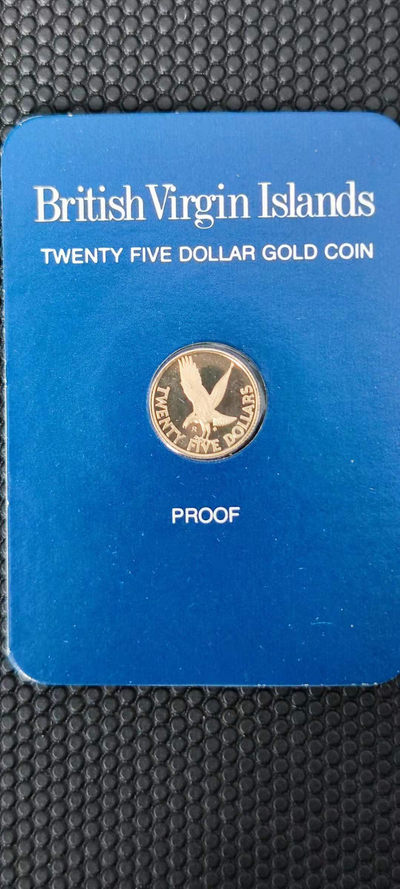 British Virgin Islands
TWENTY FIVE DOLLAR GOLD COIN
TWENTY FIVE DOLLARS
PROOF